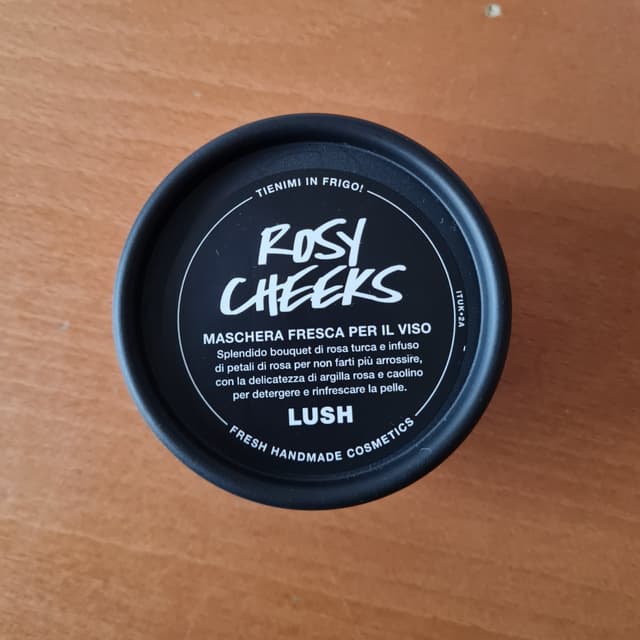 TIENIMI IN FRIGO!
ROSY
CHEEKS
MASCHERA FRESCA PER IL VISO
Splendido bouquet di rosa turca e infuso
di petali di rosa per non farti più arrossire,
con la delicatezza di argilla rosa e caolino
per detergere e rinfrescare la pelle.
LUSH
FRESH HANDMADE COSMETICS
ITUK•2A